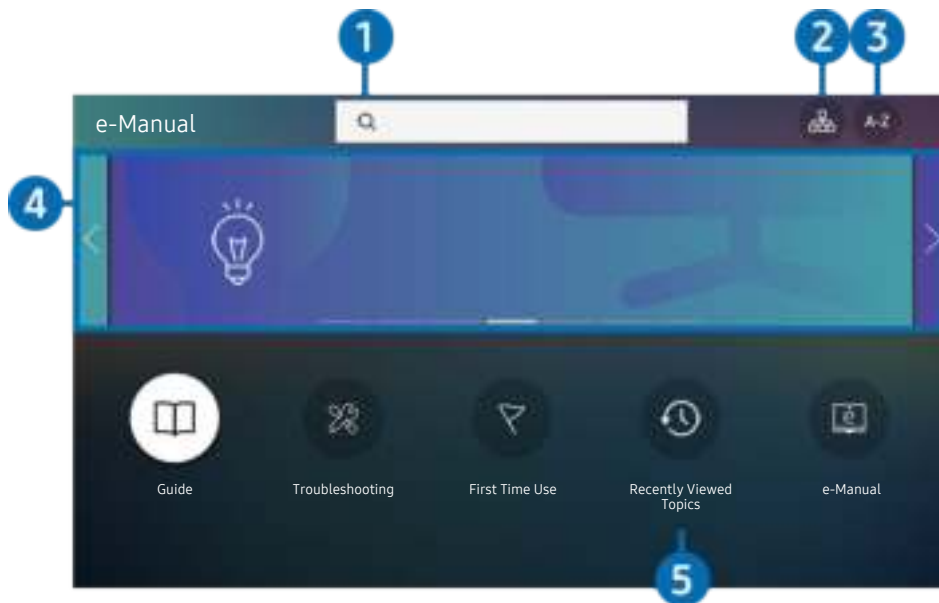 1
2
3
e-Manual
A-Z
4
Guide
Troubleshooting
First Time Use
Recently Viewed
Topics
e-Manual
5